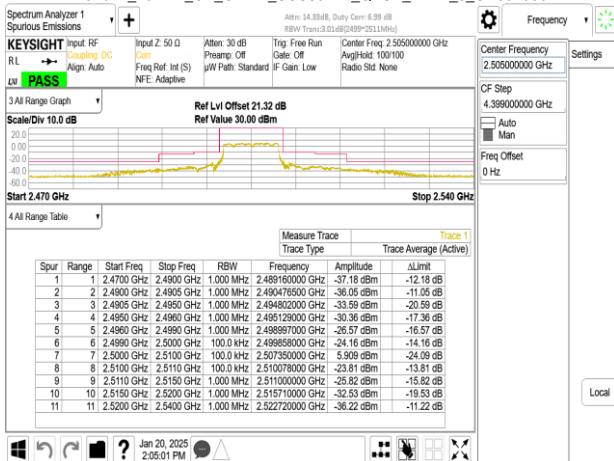 Spectrum Analyzer 1
Spurious Emissions
Attn: 14.33dB, Duty Corr: 6.99 dB
RBW Trans:3.01dB(2499~2511MHz)
Frequency
KEYSIGHT
RL
PASS
Input: RF
Coupling: DC
Align: Auto
Input Z: 50 Ω
Corr
Freq Ref: Int (S)
NFE: Adaptive
Atten: 30 dB
Preamp: Off
µW Path: Standard
Trig: Free Run
Gate: Off
IF Gain: Low
Center Freq: 2.505000000 GHz
Avg|Hold: 100/100
Radio Std: None
Center Frequency
2.505000000 GHz
Settings
CF Step
4.399000000 GHz
Auto
Man
Freq Offset
0 Hz
Local
3 All Range Graph
Scale/Div 10.0 dB
Ref Lvl Offset 21.32 dB
Ref Value 30.00 dBm
20.0
0.00
-20.0
-40.0
-60.0
Start 2.470 GHz
Stop 2.540 GHz
4 All Range Table
Measure Trace Trace 1
Trace Type Trace Average (Active)
Spur Range Start Freq Stop Freq RBW Frequency Amplitude ΔLimit
1 1 2.4700 GHz 2.4900 GHz 1.000 MHz 2.489160000 GHz -37.18 dBm -12.18 dB
2 2 2.4900 GHz 2.4905 GHz 1.000 MHz 2.490476500 GHz -36.05 dBm -11.05 dB
3 3 2.4905 GHz 2.4950 GHz 1.000 MHz 2.494802000 GHz -33.59 dBm -20.59 dB
4 4 2.4950 GHz 2.4960 GHz 1.000 MHz 2.495129000 GHz -30.36 dBm -17.36 dB
5 5 2.4960 GHz 2.4990 GHz 1.000 MHz 2.498997000 GHz -26.57 dBm -16.57 dB
6 6 2.4990 GHz 2.5000 GHz 100.0 kHz 2.499858000 GHz -24.16 dBm -14.16 dB
7 7 2.5000 GHz 2.5100 GHz 100.0 kHz 2.507350000 GHz 5.909 dBm -24.09 dB
8 8 2.5100 GHz 2.5110 GHz 100.0 kHz 2.510078000 GHz -23.81 dBm -13.81 dB
9 9 2.5110 GHz 2.5150 GHz 1.000 MHz 2.511000000 GHz -25.82 dBm -15.82 dB
10 10 2.5150 GHz 2.5200 GHz 1.000 MHz 2.515710000 GHz -32.53 dBm -19.53 dB
11 11 2.5200 GHz 2.5400 GHz 1.000 MHz 2.522720000 GHz -36.22 dBm -11.22 dB
Jan 20, 2025
2:05:01 PM